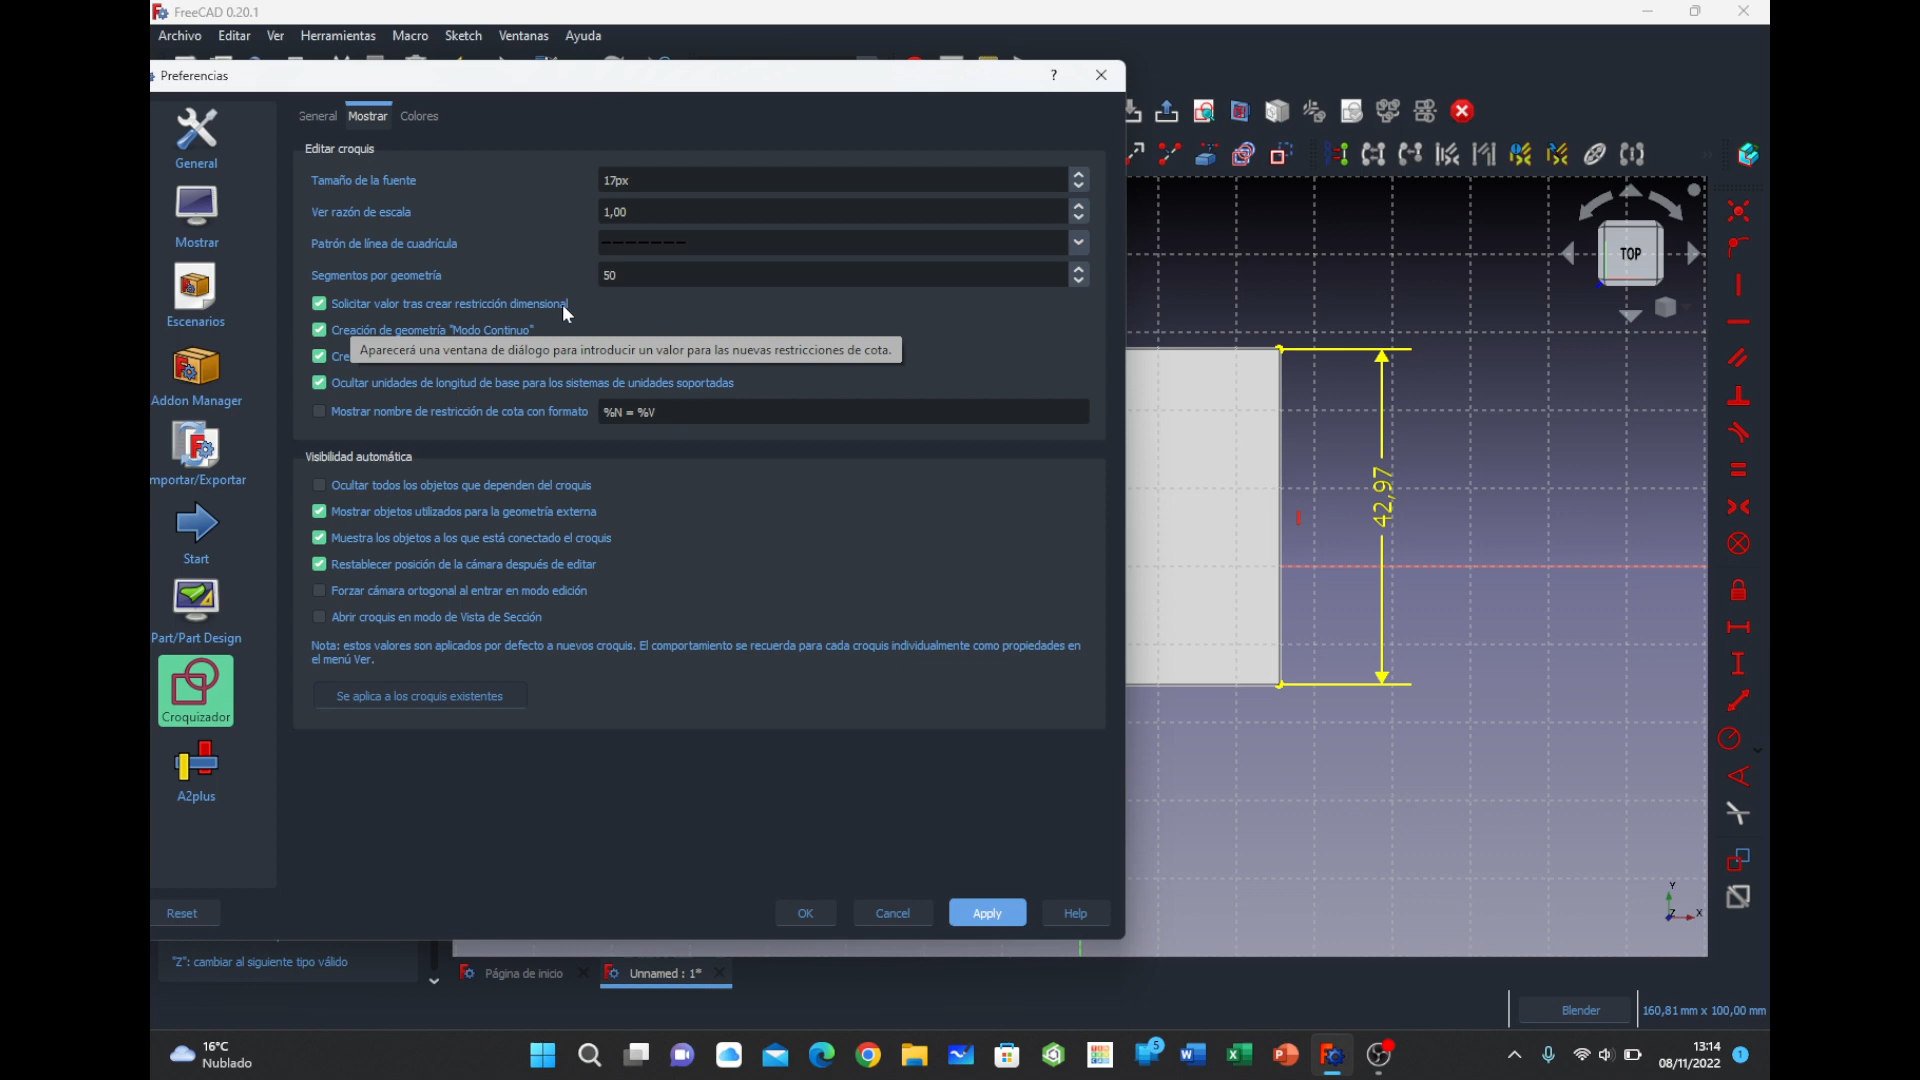 FreeCAD 0.20.1
Archivo Editar Ver Herramientas Macro Sketch Ventanas Ayuda
Preferencias
?
General Mostrar Colores
General
Mostrar
Escenarios
Addon Manager
mportar/Exportar
Start
Part/Part Design
Croquizador
A2plus
Editar croquis
Tamaño de la fuente 17px
Ver razón de escala 1,00
Patrón de línea de cuadrícula
Segmentos por geometría 50
Solicitar valor tras crear restricción dimensional
Creación de geometría "Modo Continuo"
Cre
Aparecerá una ventana de diálogo para introducir un valor para las nuevas restricciones de cota.
Ocultar unidades de longitud de base para los sistemas de unidades soportadas
Mostrar nombre de restricción de cota con formato %N = %V
Visibilidad automática
Ocultar todos los objetos que dependen del croquis
Mostrar objetos utilizados para la geometría externa
Muestra los objetos a los que está conectado el croquis
Restablecer posición de la cámara después de editar
Forzar cámara ortogonal al entrar en modo edición
Abrir croquis en modo de Vista de Sección
Nota: estos valores son aplicados por defecto a nuevos croquis. El comportamiento se recuerda para cada croquis individualmente como propiedades en
el menú Ver.
Se aplica a los croquis existentes
Reset OK Cancel Apply Help
TOP
42,97
Y
Z X
"Z": cambiar al siguiente tipo válido
Página de inicio Unnamed : 1*
Blender 160,81 mm x 100,00 mm
16°C
Nublado
5
13:14
08/11/2022
1